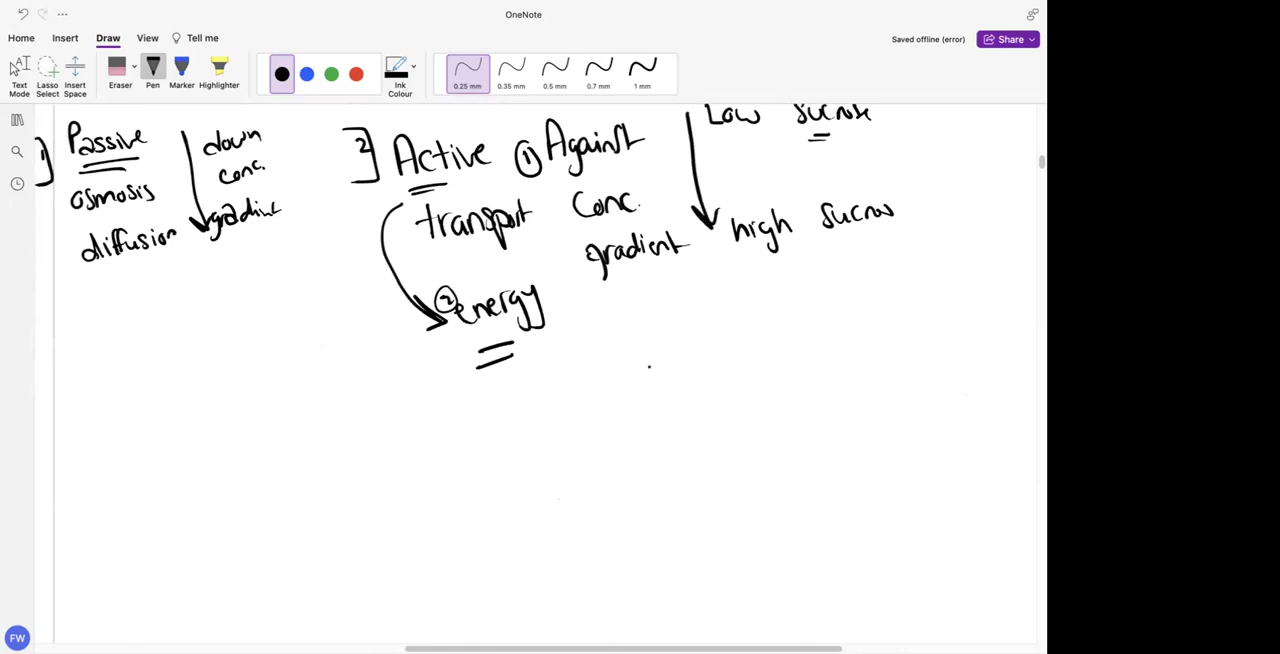 OneNote
Home Insert Draw View Tell me
Saved offline (error)
Share
Text Mode
Lasso Select
Insert Space
Eraser
Pen
Marker
Highlighter
Ink Colour
0.25 mm
0.35 mm
0.5 mm
0.7 mm
1 mm
1] Passive
osmosis
diffusion
down
conc.
gradient
2] Active
transport
② energy
① Against
Conc.
gradient
Low sucrose
high sucros
FW